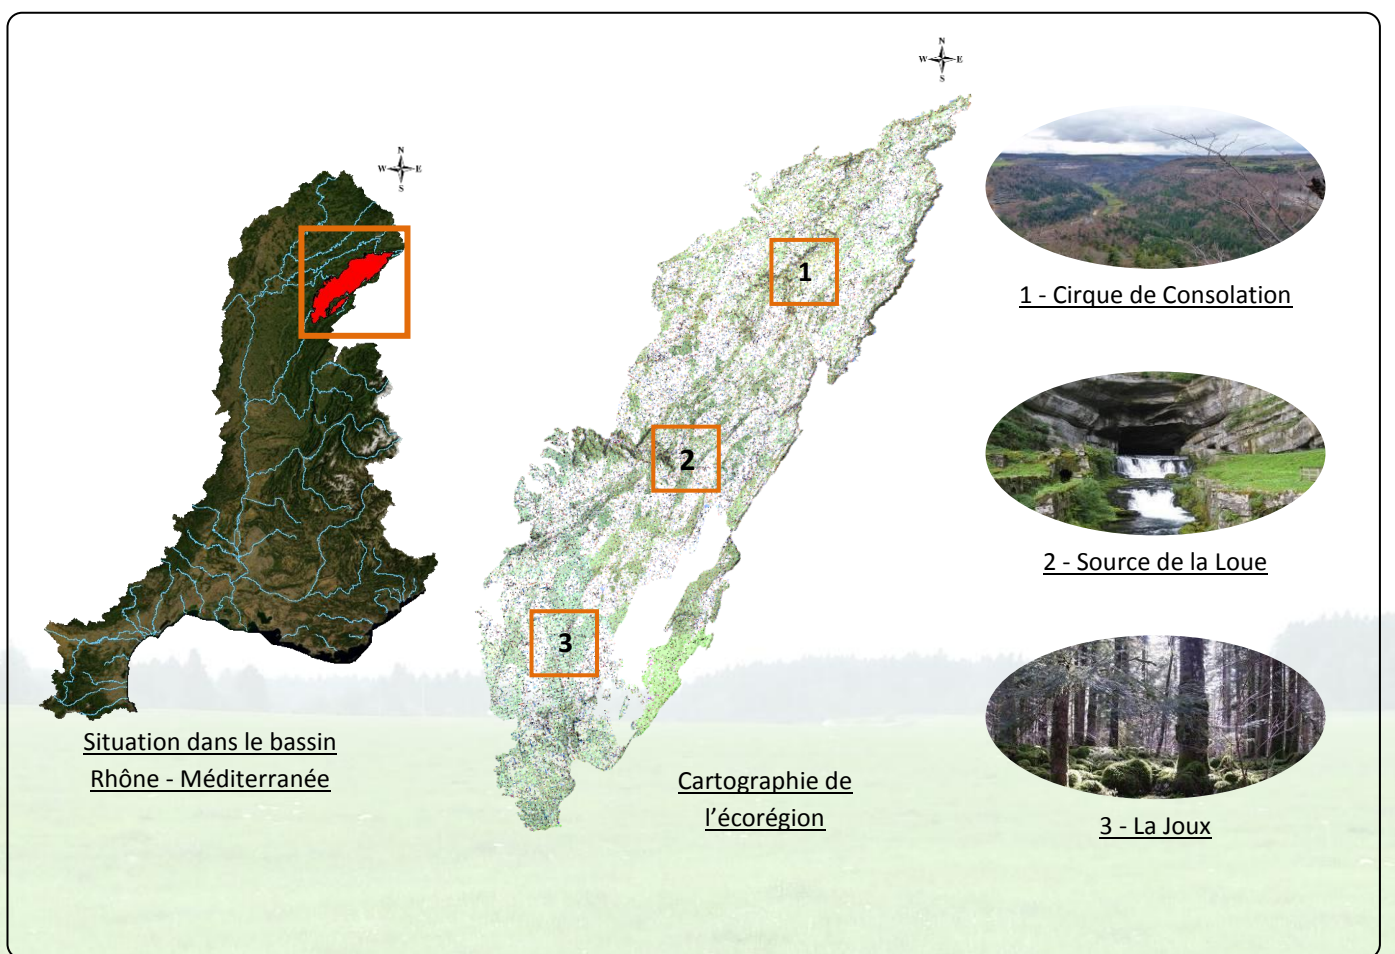 N
W E
S
N
W E
S
1
2
3
1 - Cirque de Consolation
2 - Source de la Loue
3 - La Joux
Situation dans le bassin
Rhône - Méditerranée
Cartographie de
l'écorégion